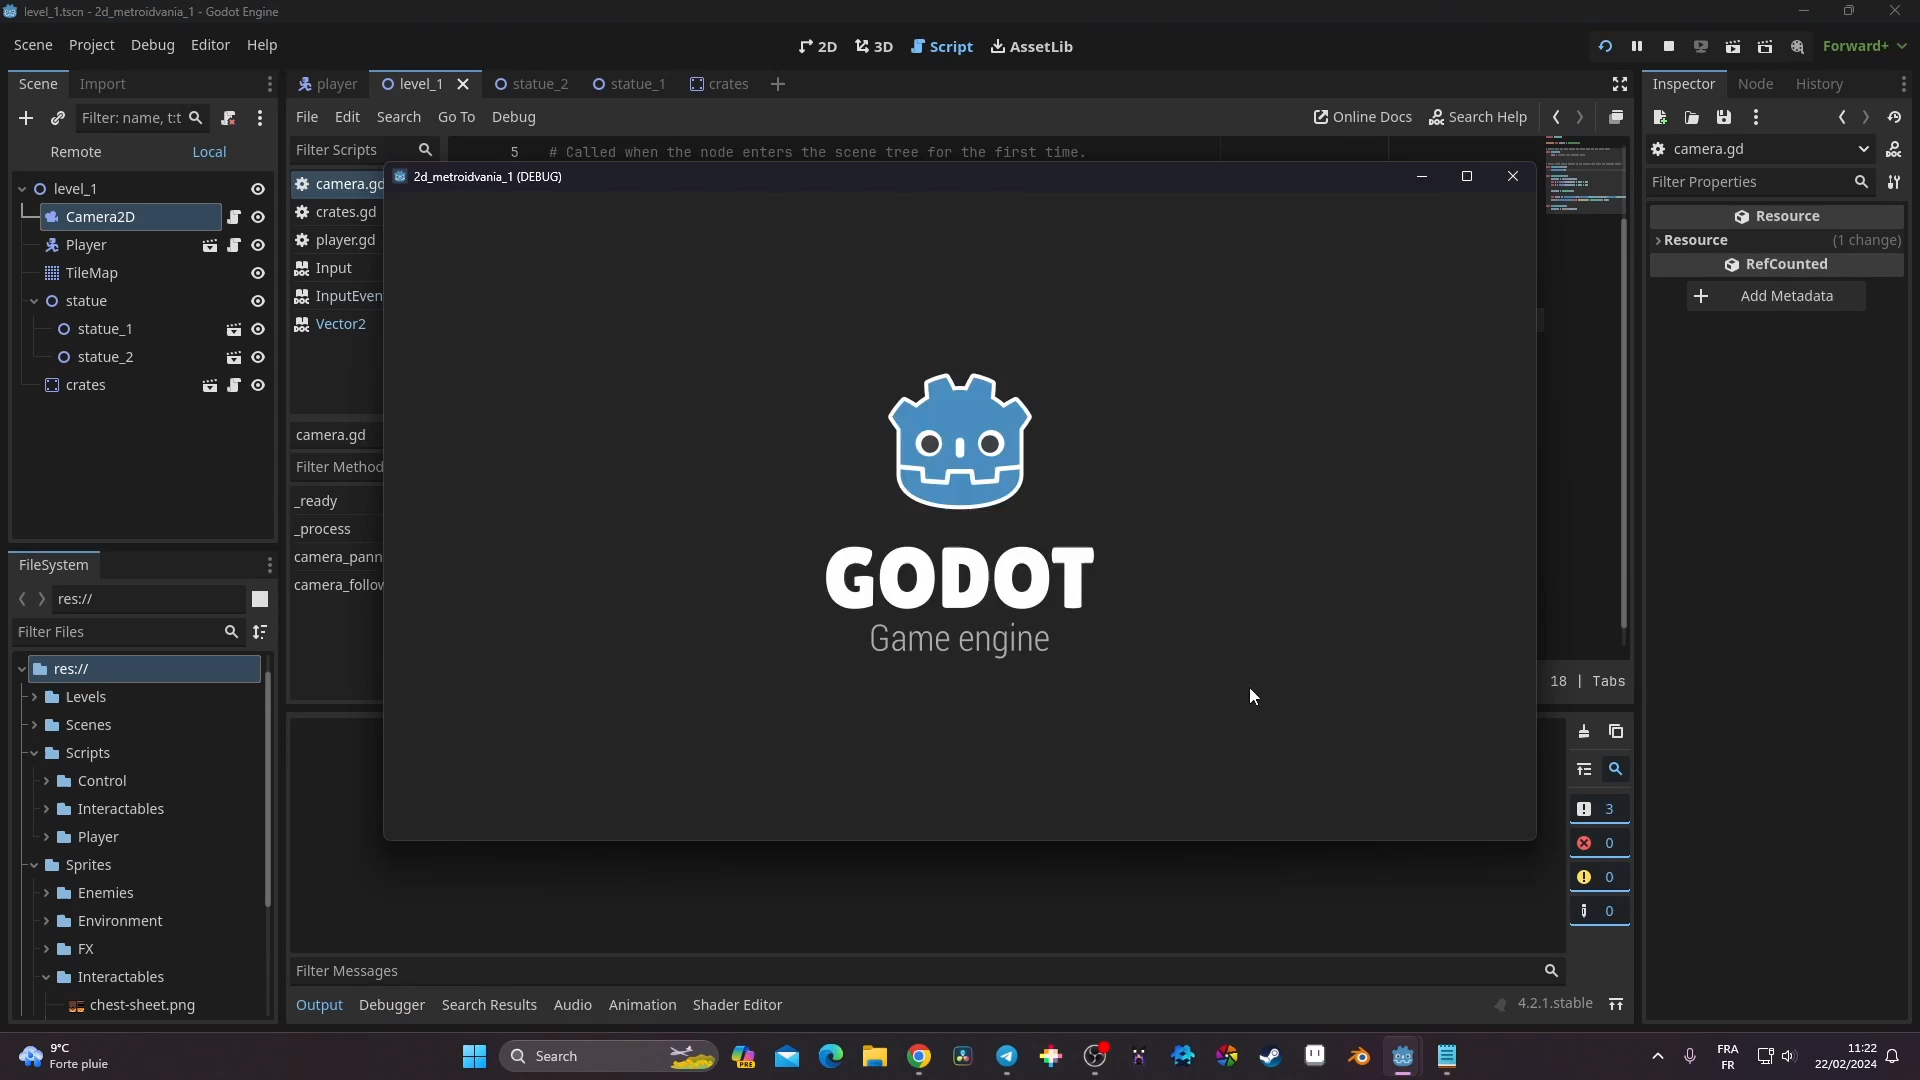 level_1.tscn - 2d_metroidvania_1 - Godot Engine
Scene Project Debug Editor Help
2D 3D Script AssetLib
Forward+
Scene Import
player level_1 statue_2 statue_1 crates
Inspector Node History
Filter: name, t:t
File Edit Search Go To Debug
Online Docs Search Help
Remote Local
Filter Scripts
5 # Called when the node enters the scene tree for the first time.
camera.gd
Filter Properties
level_1
Camera2D
Player
TileMap
statue
statue_1
statue_2
crates
camera.gd
crates.gd
player.gd
Input
InputEven
Vector2
camera.gd
Filter Method
_ready
_process
camera_pann
camera_follow
2d_metroidvania_1 (DEBUG)
GODOT
Game engine
Resource
Resource (1 change)
RefCounted
Add Metadata
18 | Tabs
FileSystem
res://
Filter Files
res://
Levels
Scenes
Scripts
Control
Interactables
Player
Sprites
Enemies
Environment
FX
Interactables
chest-sheet.png
3
0
0
0
Filter Messages
Output Debugger Search Results Audio Animation Shader Editor
4.2.1.stable
9°C
Forte pluie
Search
PRE
FRA
FR
11:22
22/02/2024